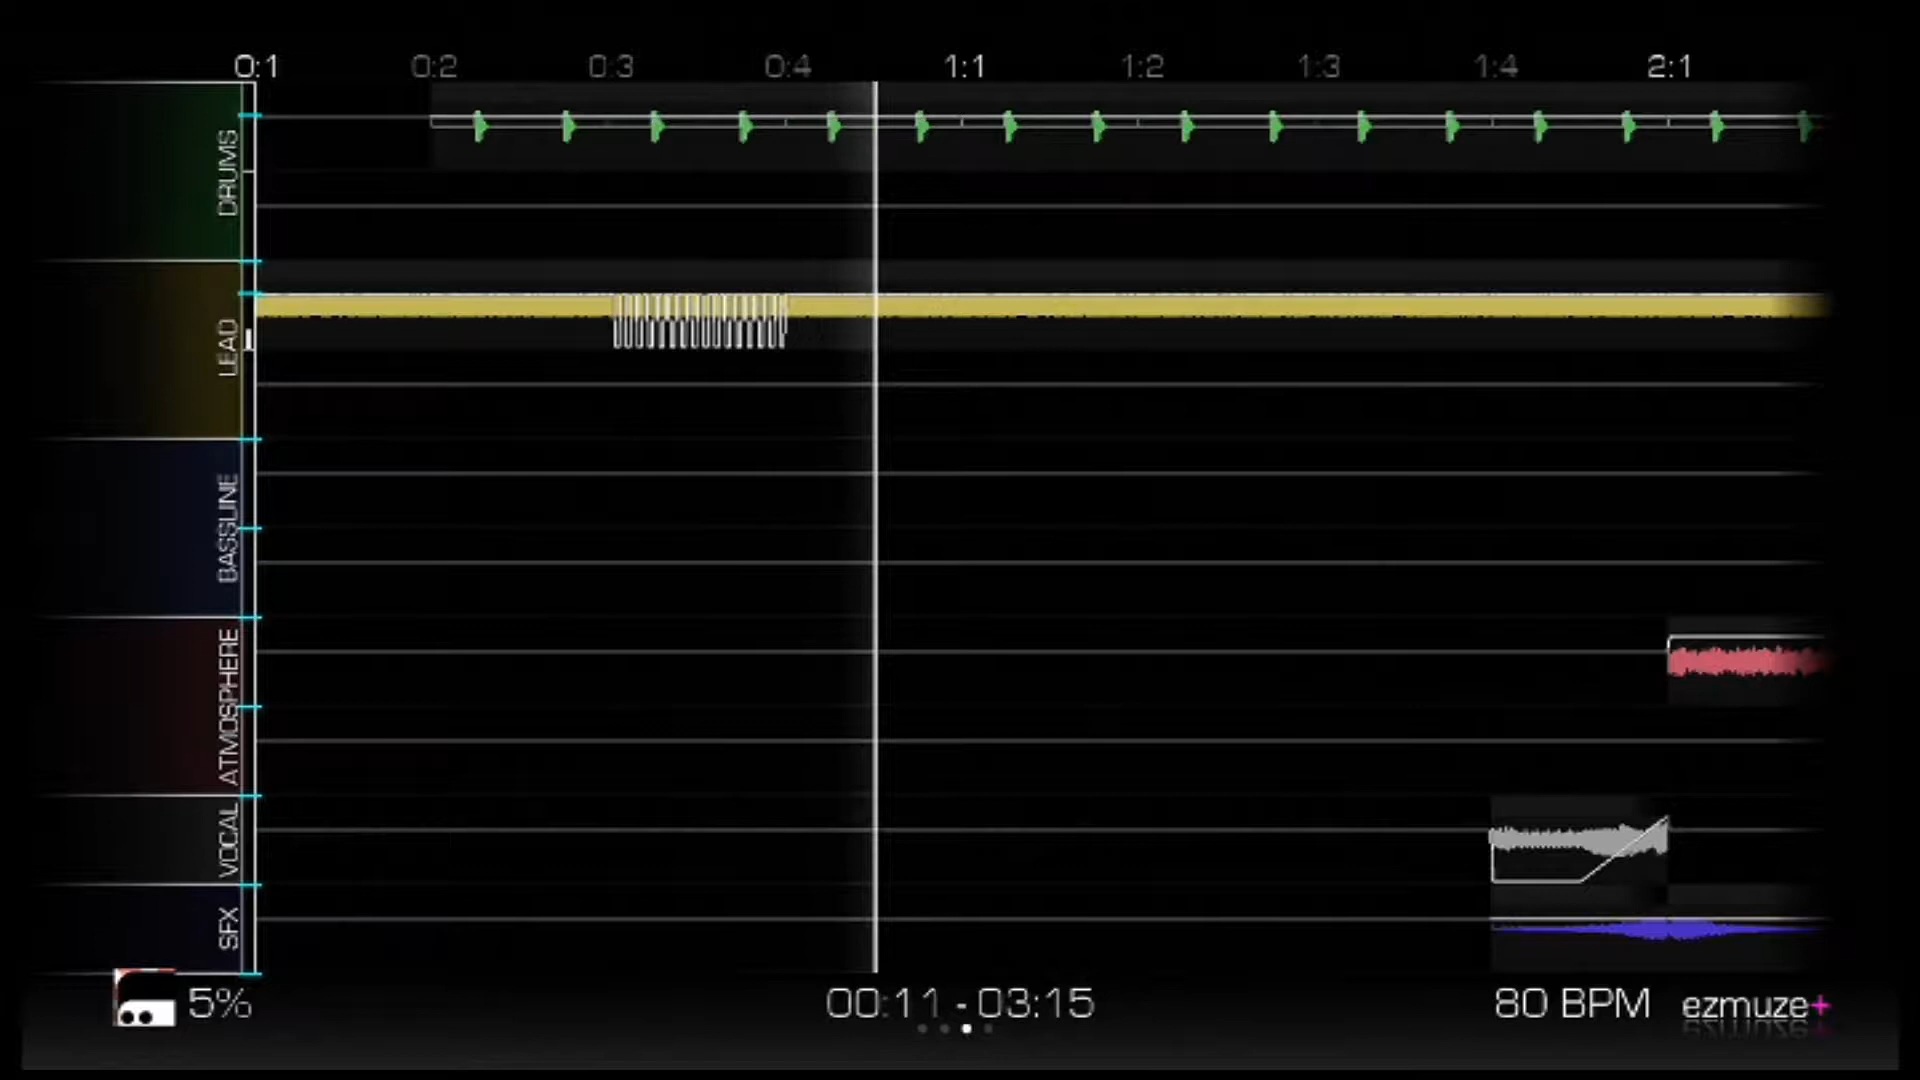 0:1 0:2 0:3 0:4 1:1 1:2 1:3 1:4 2:1
DRUMS
LEAD
BASSLINE
ATMOSPHERE
VOCAL
SFX
5% 00:11 - 03:15 80 BPM ezmuze+